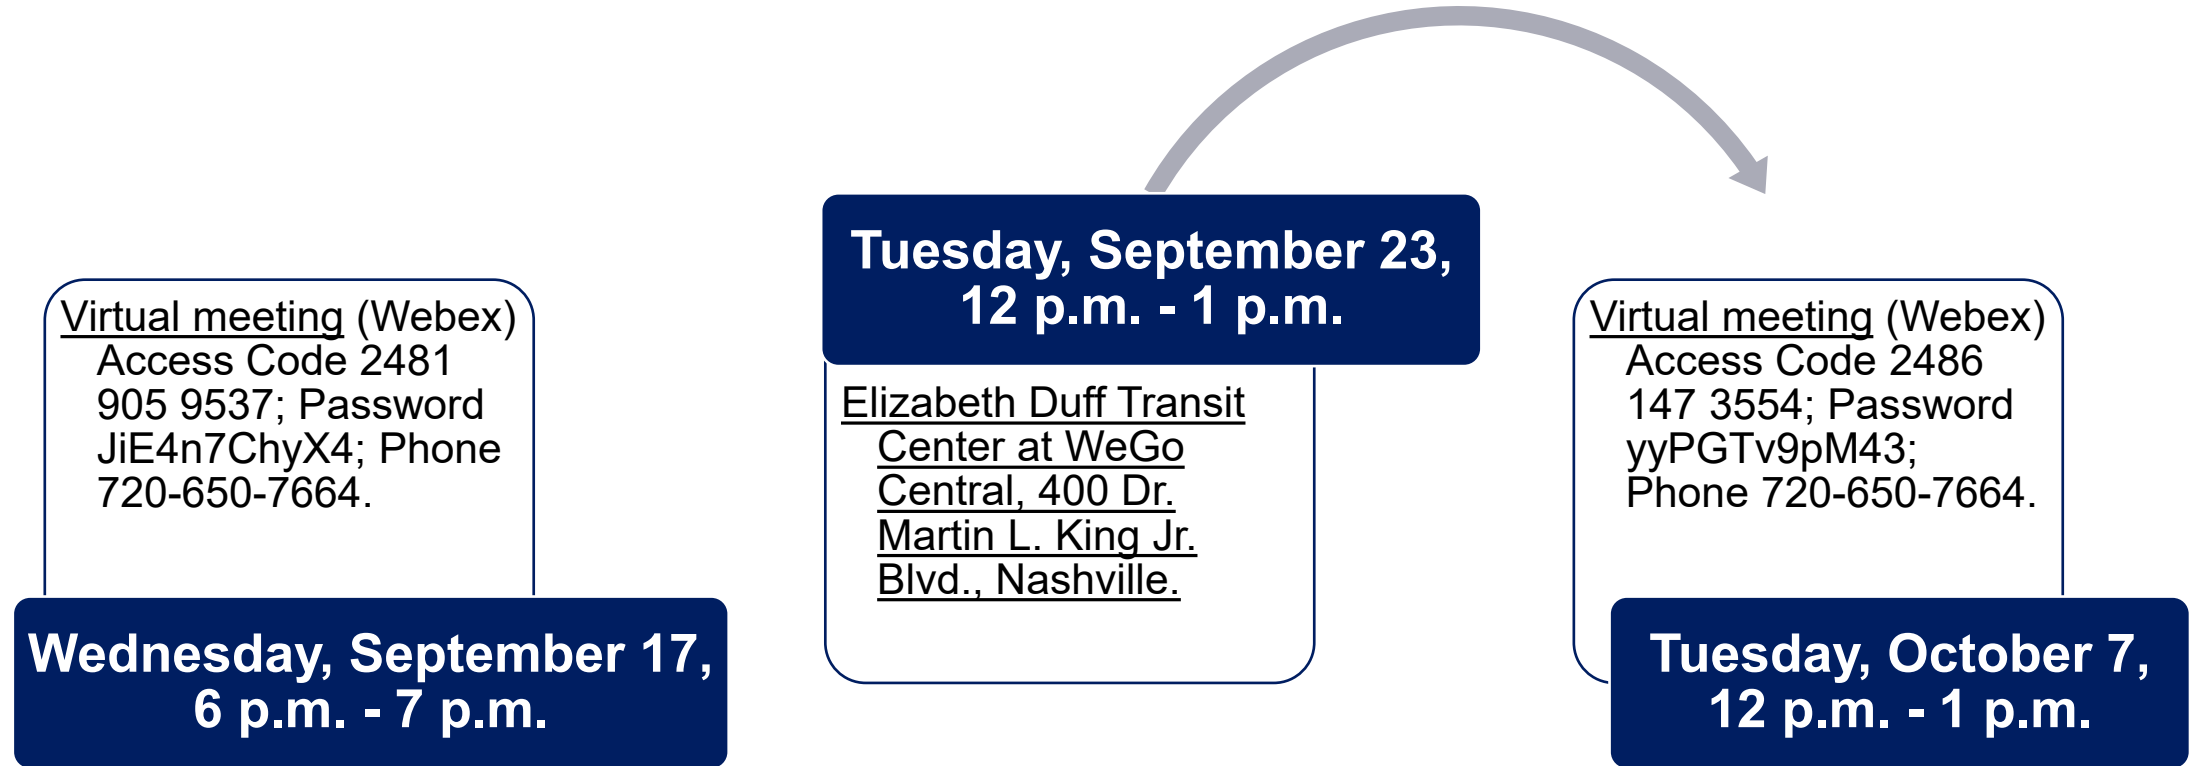 Virtual meeting (Webex)
Access Code 2481
905 9537; Password
JiE4n7ChyX4; Phone
720-650-7664.
Wednesday, September 17,
6 p.m. - 7 p.m.
Tuesday, September 23,
12 p.m. - 1 p.m.
Elizabeth Duff Transit
Center at WeGo
Central, 400 Dr.
Martin L. King Jr.
Blvd., Nashville.
Virtual meeting (Webex)
Access Code 2486
147 3554; Password
yyPGTv9pM43;
Phone 720-650-7664.
Tuesday, October 7,
12 p.m. - 1 p.m.